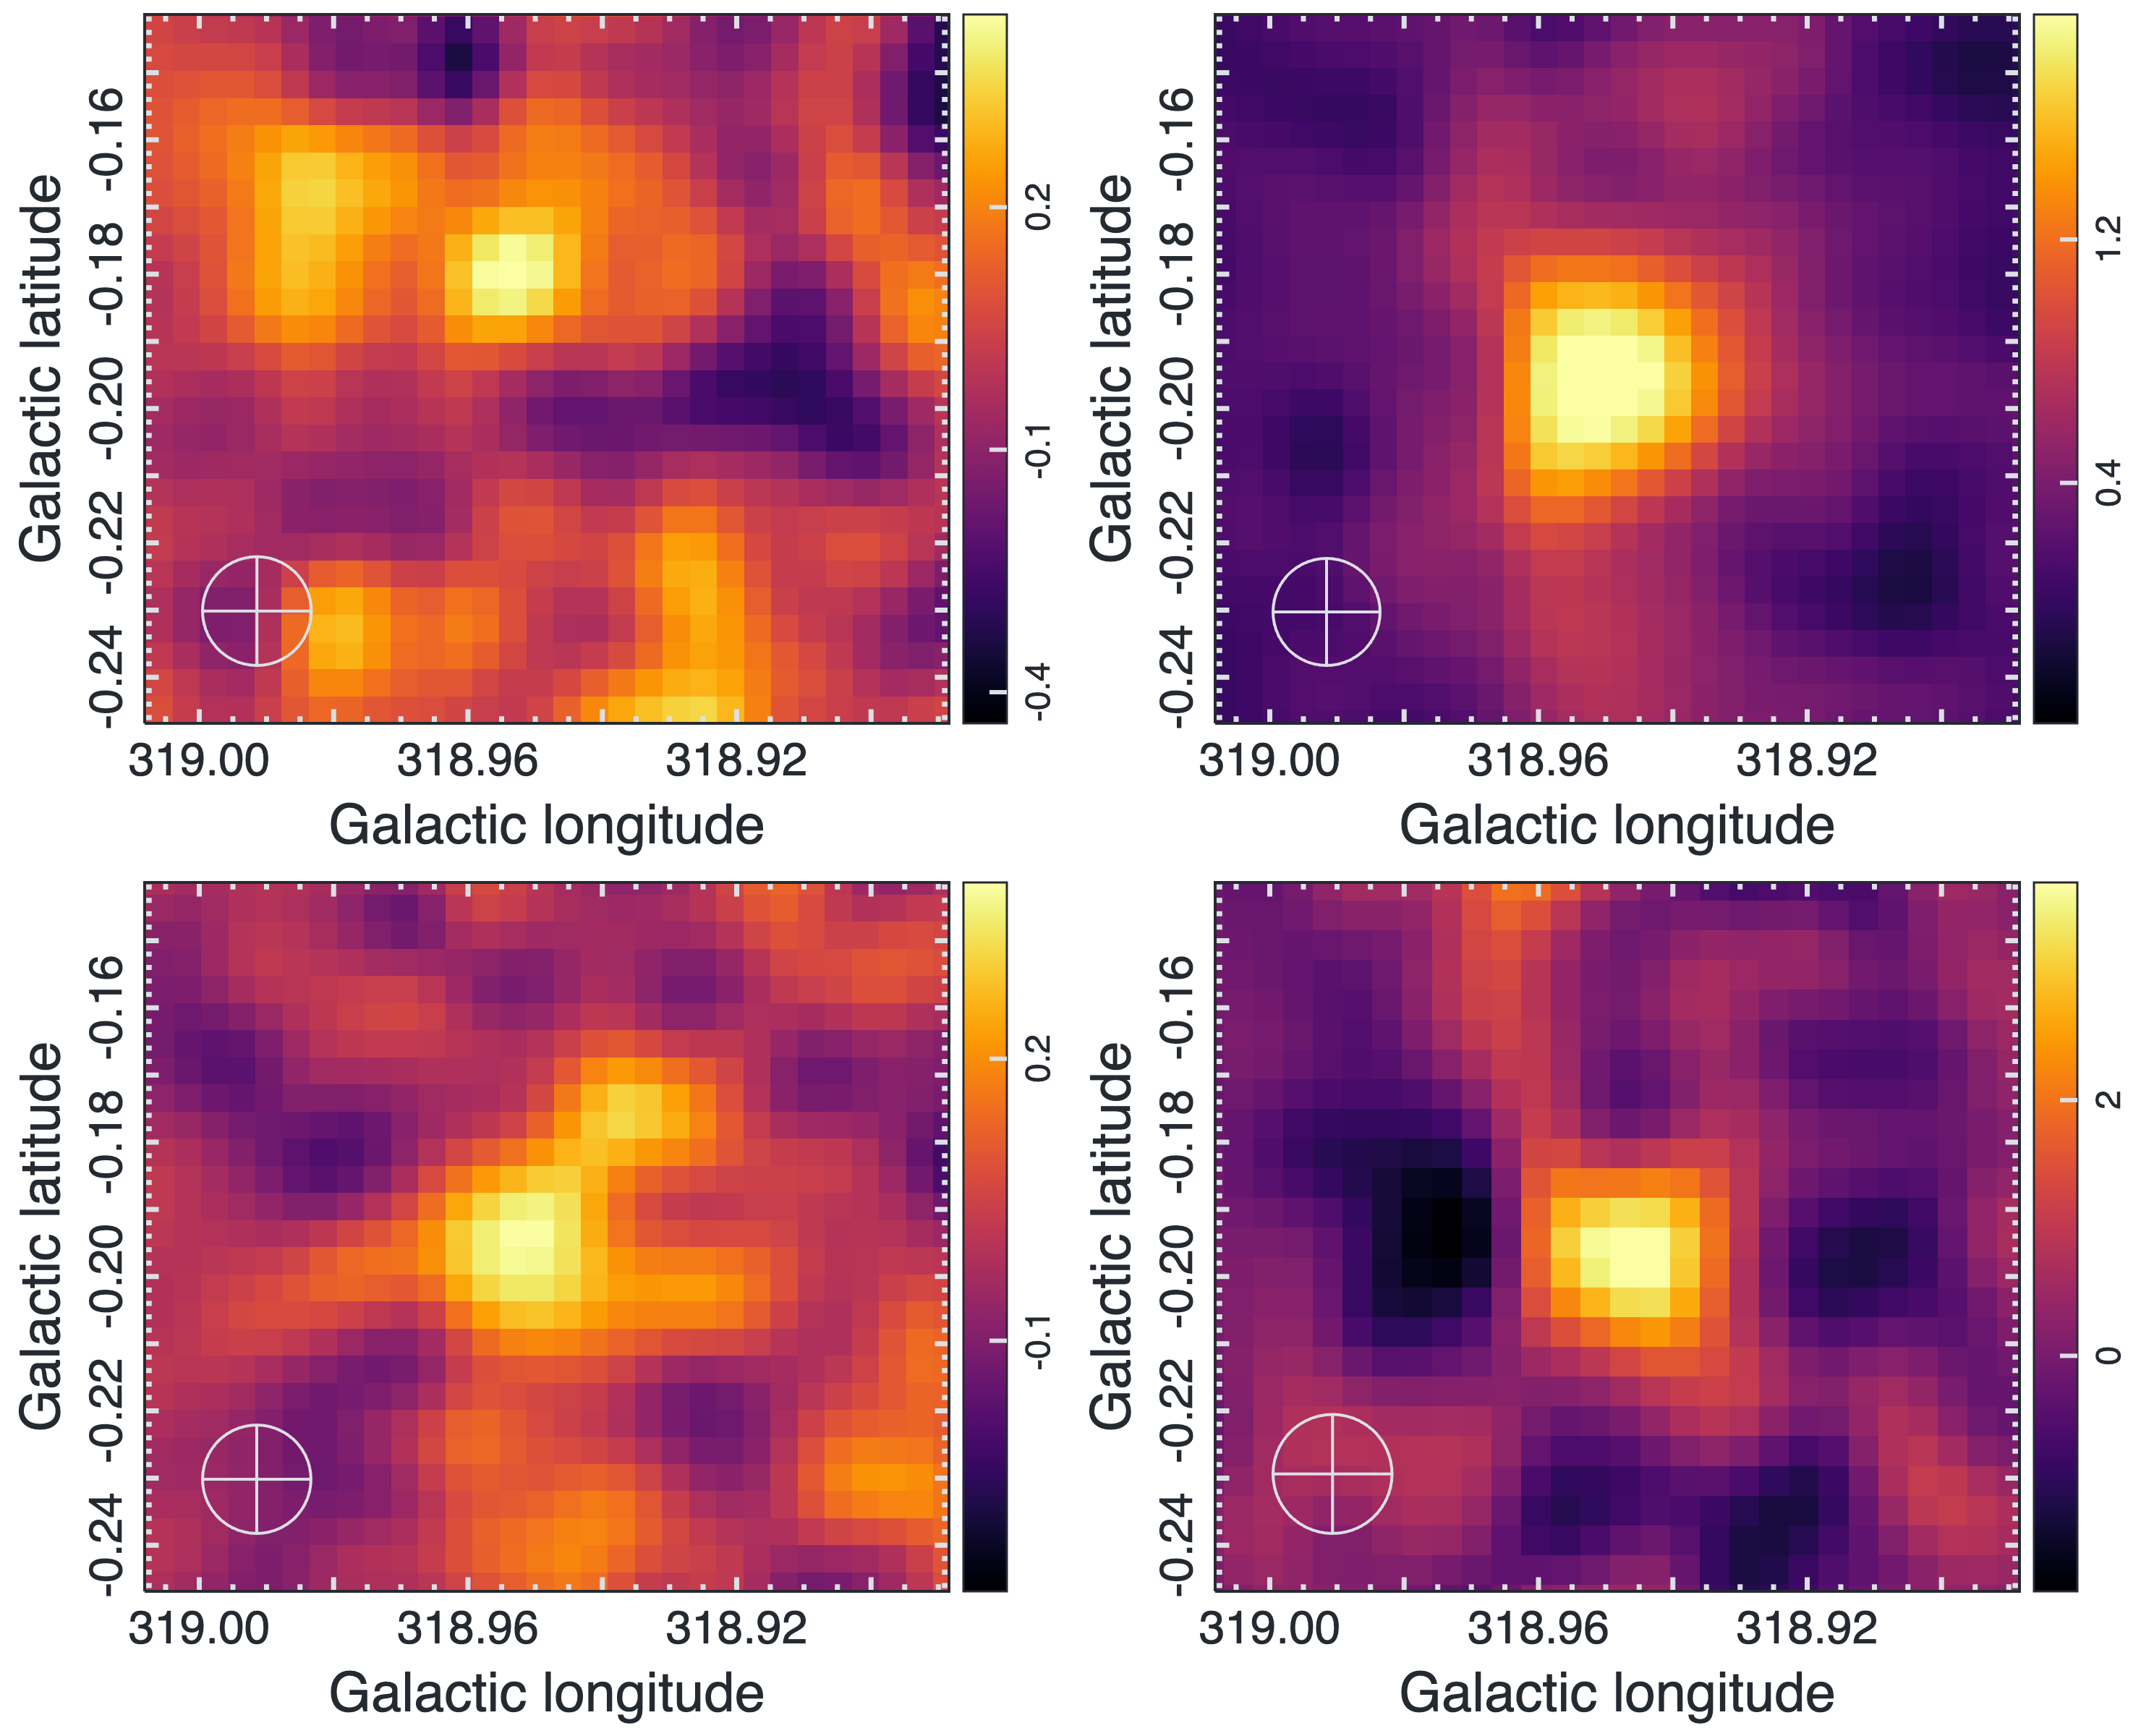 Galactic latitude
-0.16
-0.18
-0.20
-0.22
-0.24
0.2
-0.1
-0.4
319.00 318.96 318.92
Galactic longitude
Galactic latitude
-0.16
-0.18
-0.20
-0.22
-0.24
1.2
0.4
319.00 318.96 318.92
Galactic longitude
Galactic latitude
-0.16
-0.18
-0.20
-0.22
-0.24
0.2
-0.1
319.00 318.96 318.92
Galactic longitude
Galactic latitude
-0.16
-0.18
-0.20
-0.22
-0.24
2
0
319.00 318.96 318.92
Galactic longitude